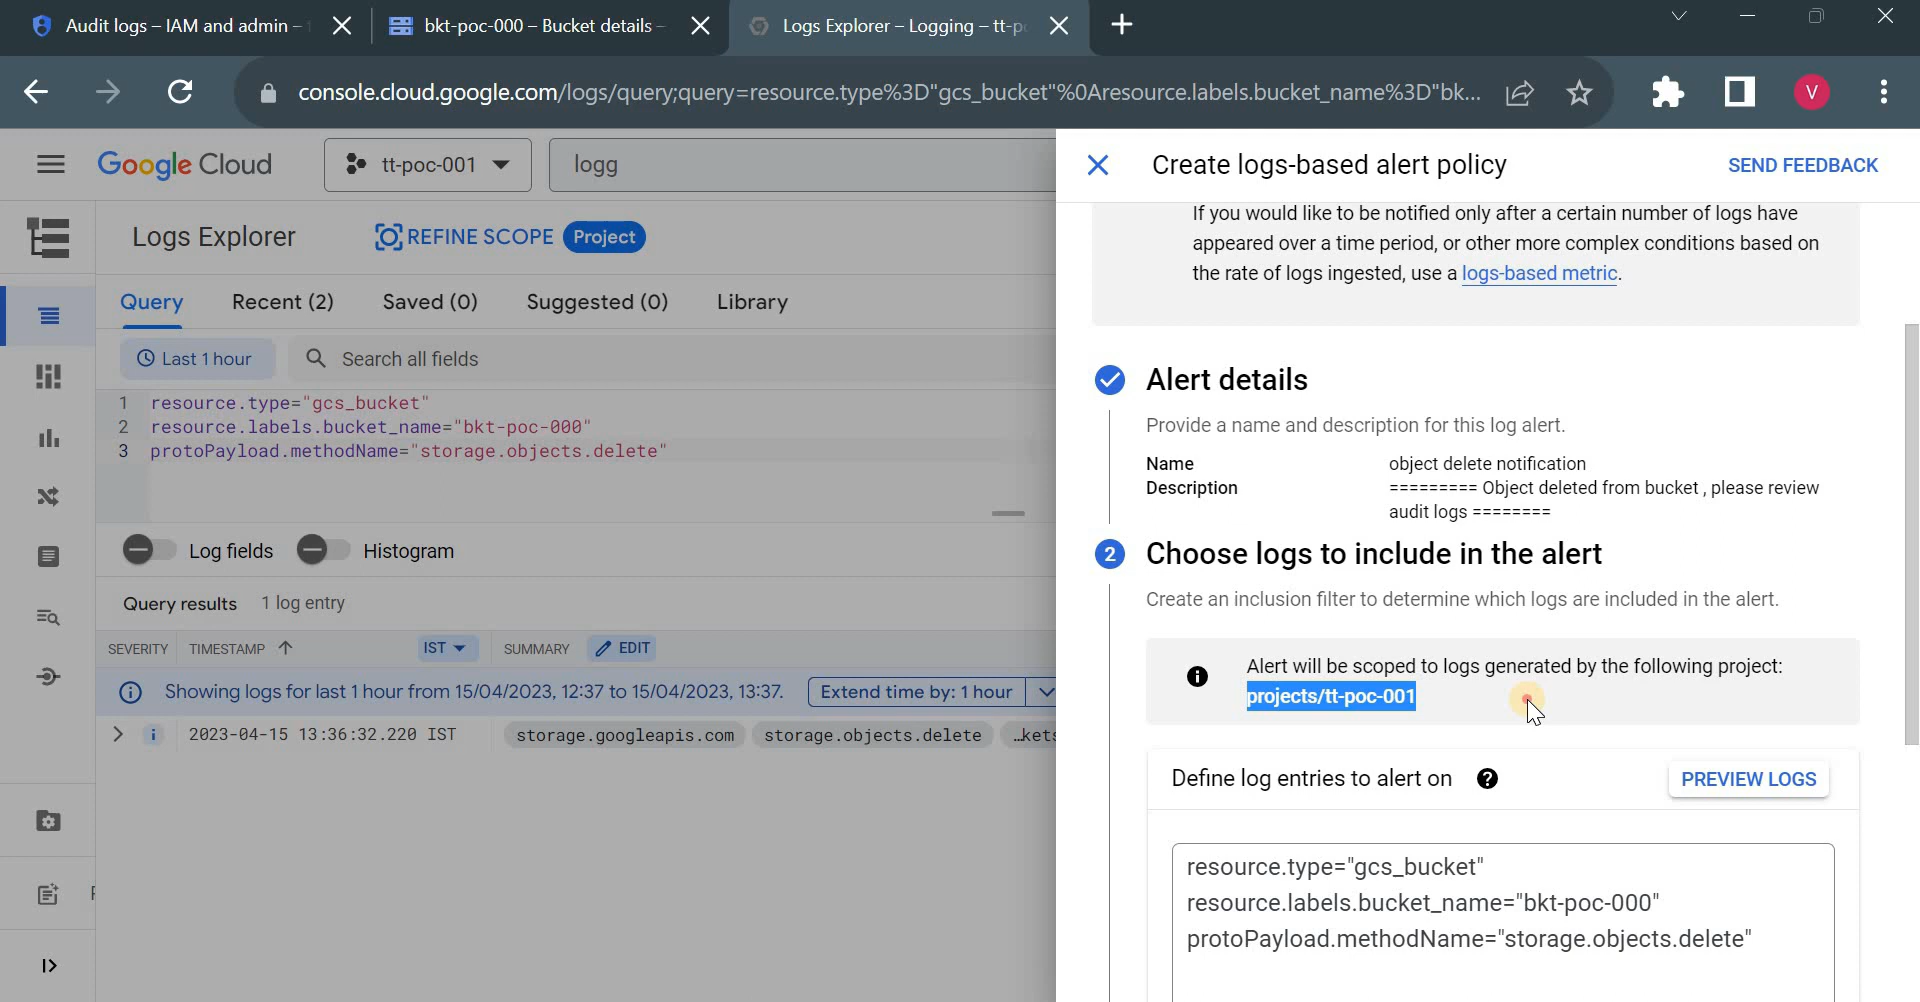 Audit logs – IAM and admin –
bkt-poc-000 – Bucket details –
Logs Explorer – Logging – tt-p
console.cloud.google.com/logs/query;query=resource.type%3D"gcs_bucket"%0Aresource.labels.bucket_name%3D"bk...
V
Google Cloud
tt-poc-001
logg
Logs Explorer
REFINE SCOPE
Project
Query
Recent (2)
Saved (0)
Suggested (0)
Library
Last 1 hour
Search all fields
1 resource.type="gcs_bucket"
2 resource.labels.bucket_name="bkt-poc-000"
3 protoPayload.methodName="storage.objects.delete"
Log fields
Histogram
Query results
1 log entry
SEVERITY
TIMESTAMP
IST
SUMMARY
EDIT
Showing logs for last 1 hour from 15/04/2023, 12:37 to 15/04/2023, 13:37.
Extend time by: 1 hour
i 2023-04-15 13:36:32.220 IST storage.googleapis.com storage.objects.delete …kets
Create logs-based alert policy
SEND FEEDBACK
If you would like to be notified only after a certain number of logs have
appeared over a time period, or other more complex conditions based on
the rate of logs ingested, use a logs-based metric.
Alert details
Provide a name and description for this log alert.
Name object delete notification
Description ========= Object deleted from bucket , please review
audit logs ========
2 Choose logs to include in the alert
Create an inclusion filter to determine which logs are included in the alert.
Alert will be scoped to logs generated by the following project:
projects/tt-poc-001
Define log entries to alert on
PREVIEW LOGS
resource.type="gcs_bucket"
resource.labels.bucket_name="bkt-poc-000"
protoPayload.methodName="storage.objects.delete"